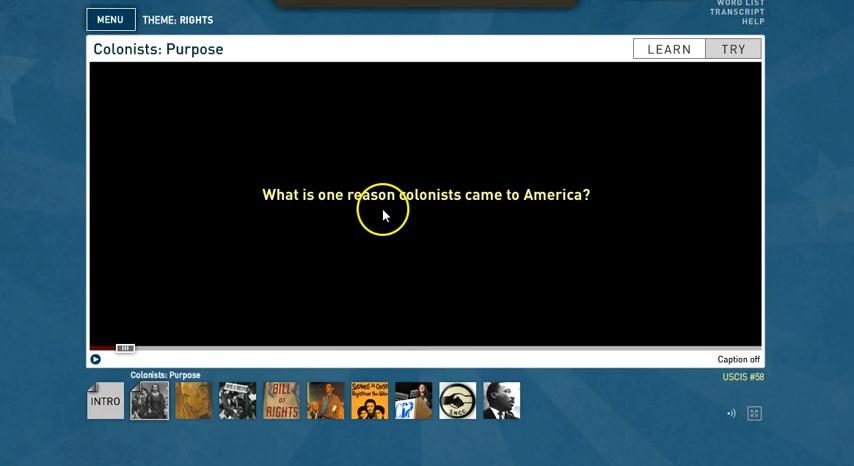 WORD LIST
MENU
THEME: RIGHTS
TRANSCRIPT
HELP
Colonists: Purpose
LEARN
TRY
What is one reason colonists came to America?
Caption off
Colonists: Purpose
USCIS #58
INTRO
BILL
OF
RIGHTS
SNCC